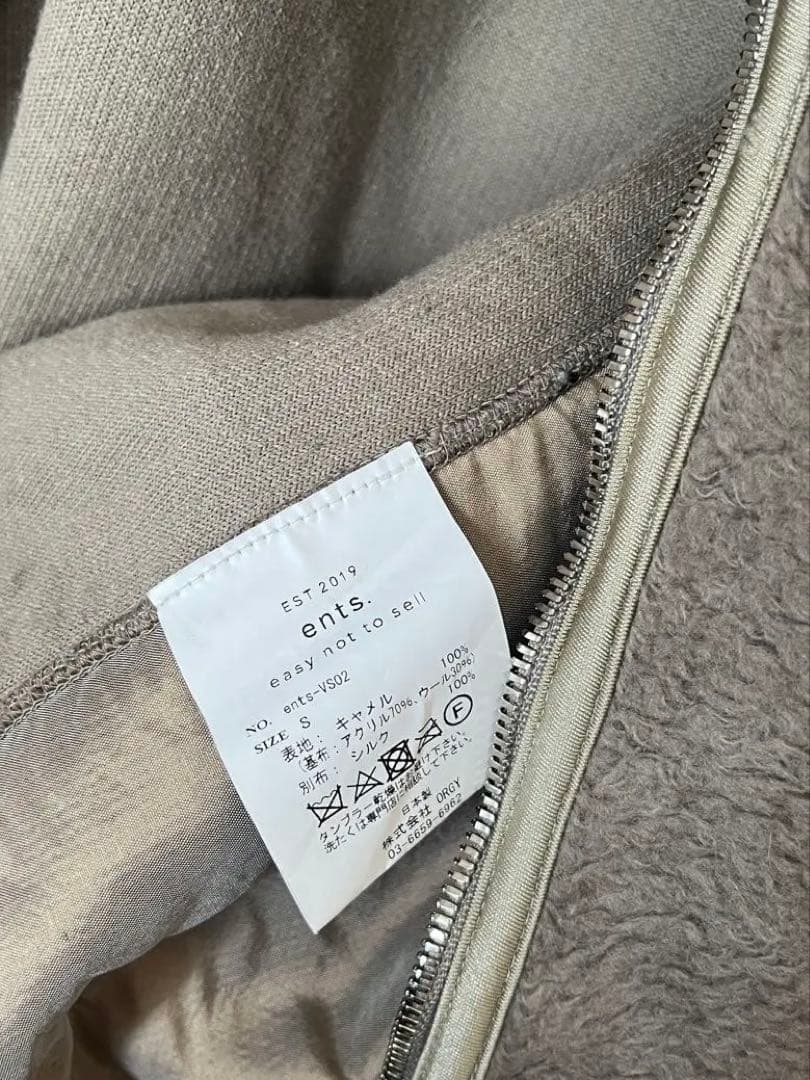 EST 2019
ents.
easy not to sell
NO. ents-VS02
SIZE S
表地: キャメル 100%
(基布: アクリル70%、ウール30%)
別布: シルク 100%
F
タンブラー乾燥はお避け下さい。
洗たくは専門店に相談して下さい。
日本製
株式会社 ORGY
03-6659-6962